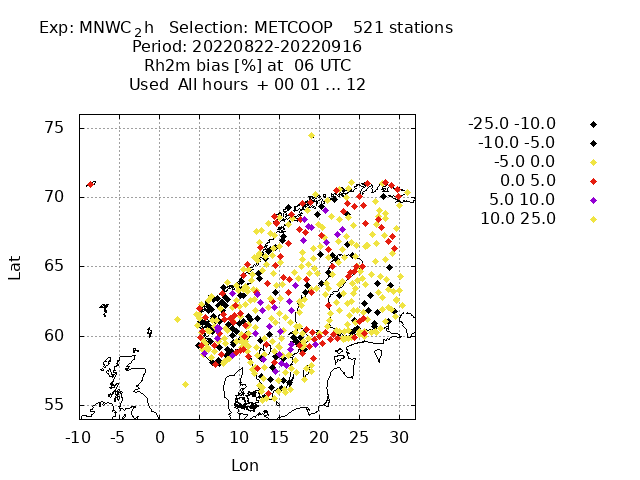 Exp: MNWC_2h   Selection: METCOOP    521 stations
Period: 20220822-20220916
Rh2m bias [%] at  06 UTC
Used  All hours  + 00 01 ... 12
-25.0 -10.0
-10.0 -5.0
-5.0 0.0
0.0 5.0
5.0 10.0
10.0 25.0
75
70
65
60
55
Lat
-10 -5 0 5 10 15 20 25 30
Lon